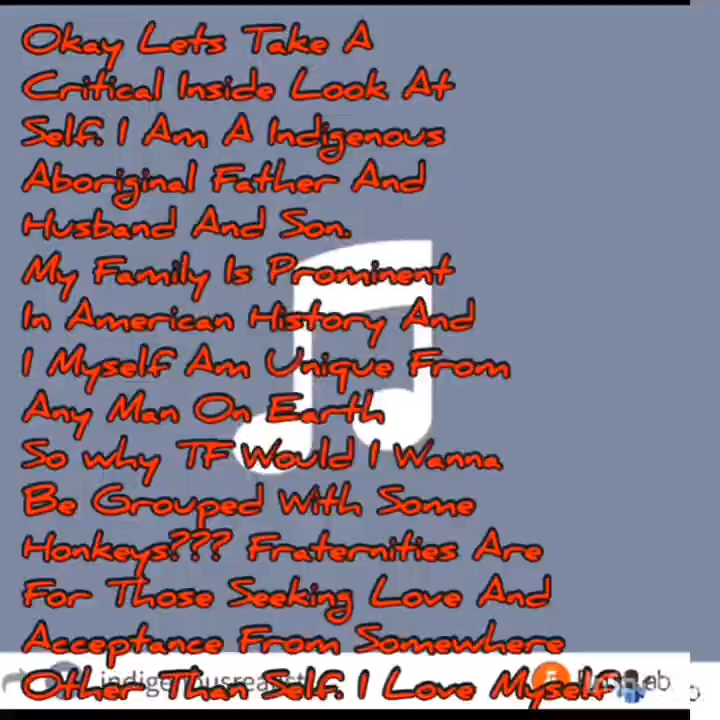 Okay Lets Take A
Critical Inside Look At
Self. I Am A Indigenous
Aboriginal Father And
Husband And Son.
My Family Is Prominent
In American History And
I Myself Am Unique From
Any Man On Earth
So why TF Would I Wanna
Be Grouped With Some
Honkeys??? Fraternities Are
For Those Seeking Love And
Acceptance From Somewhere
Other Than Self. I Love Myself